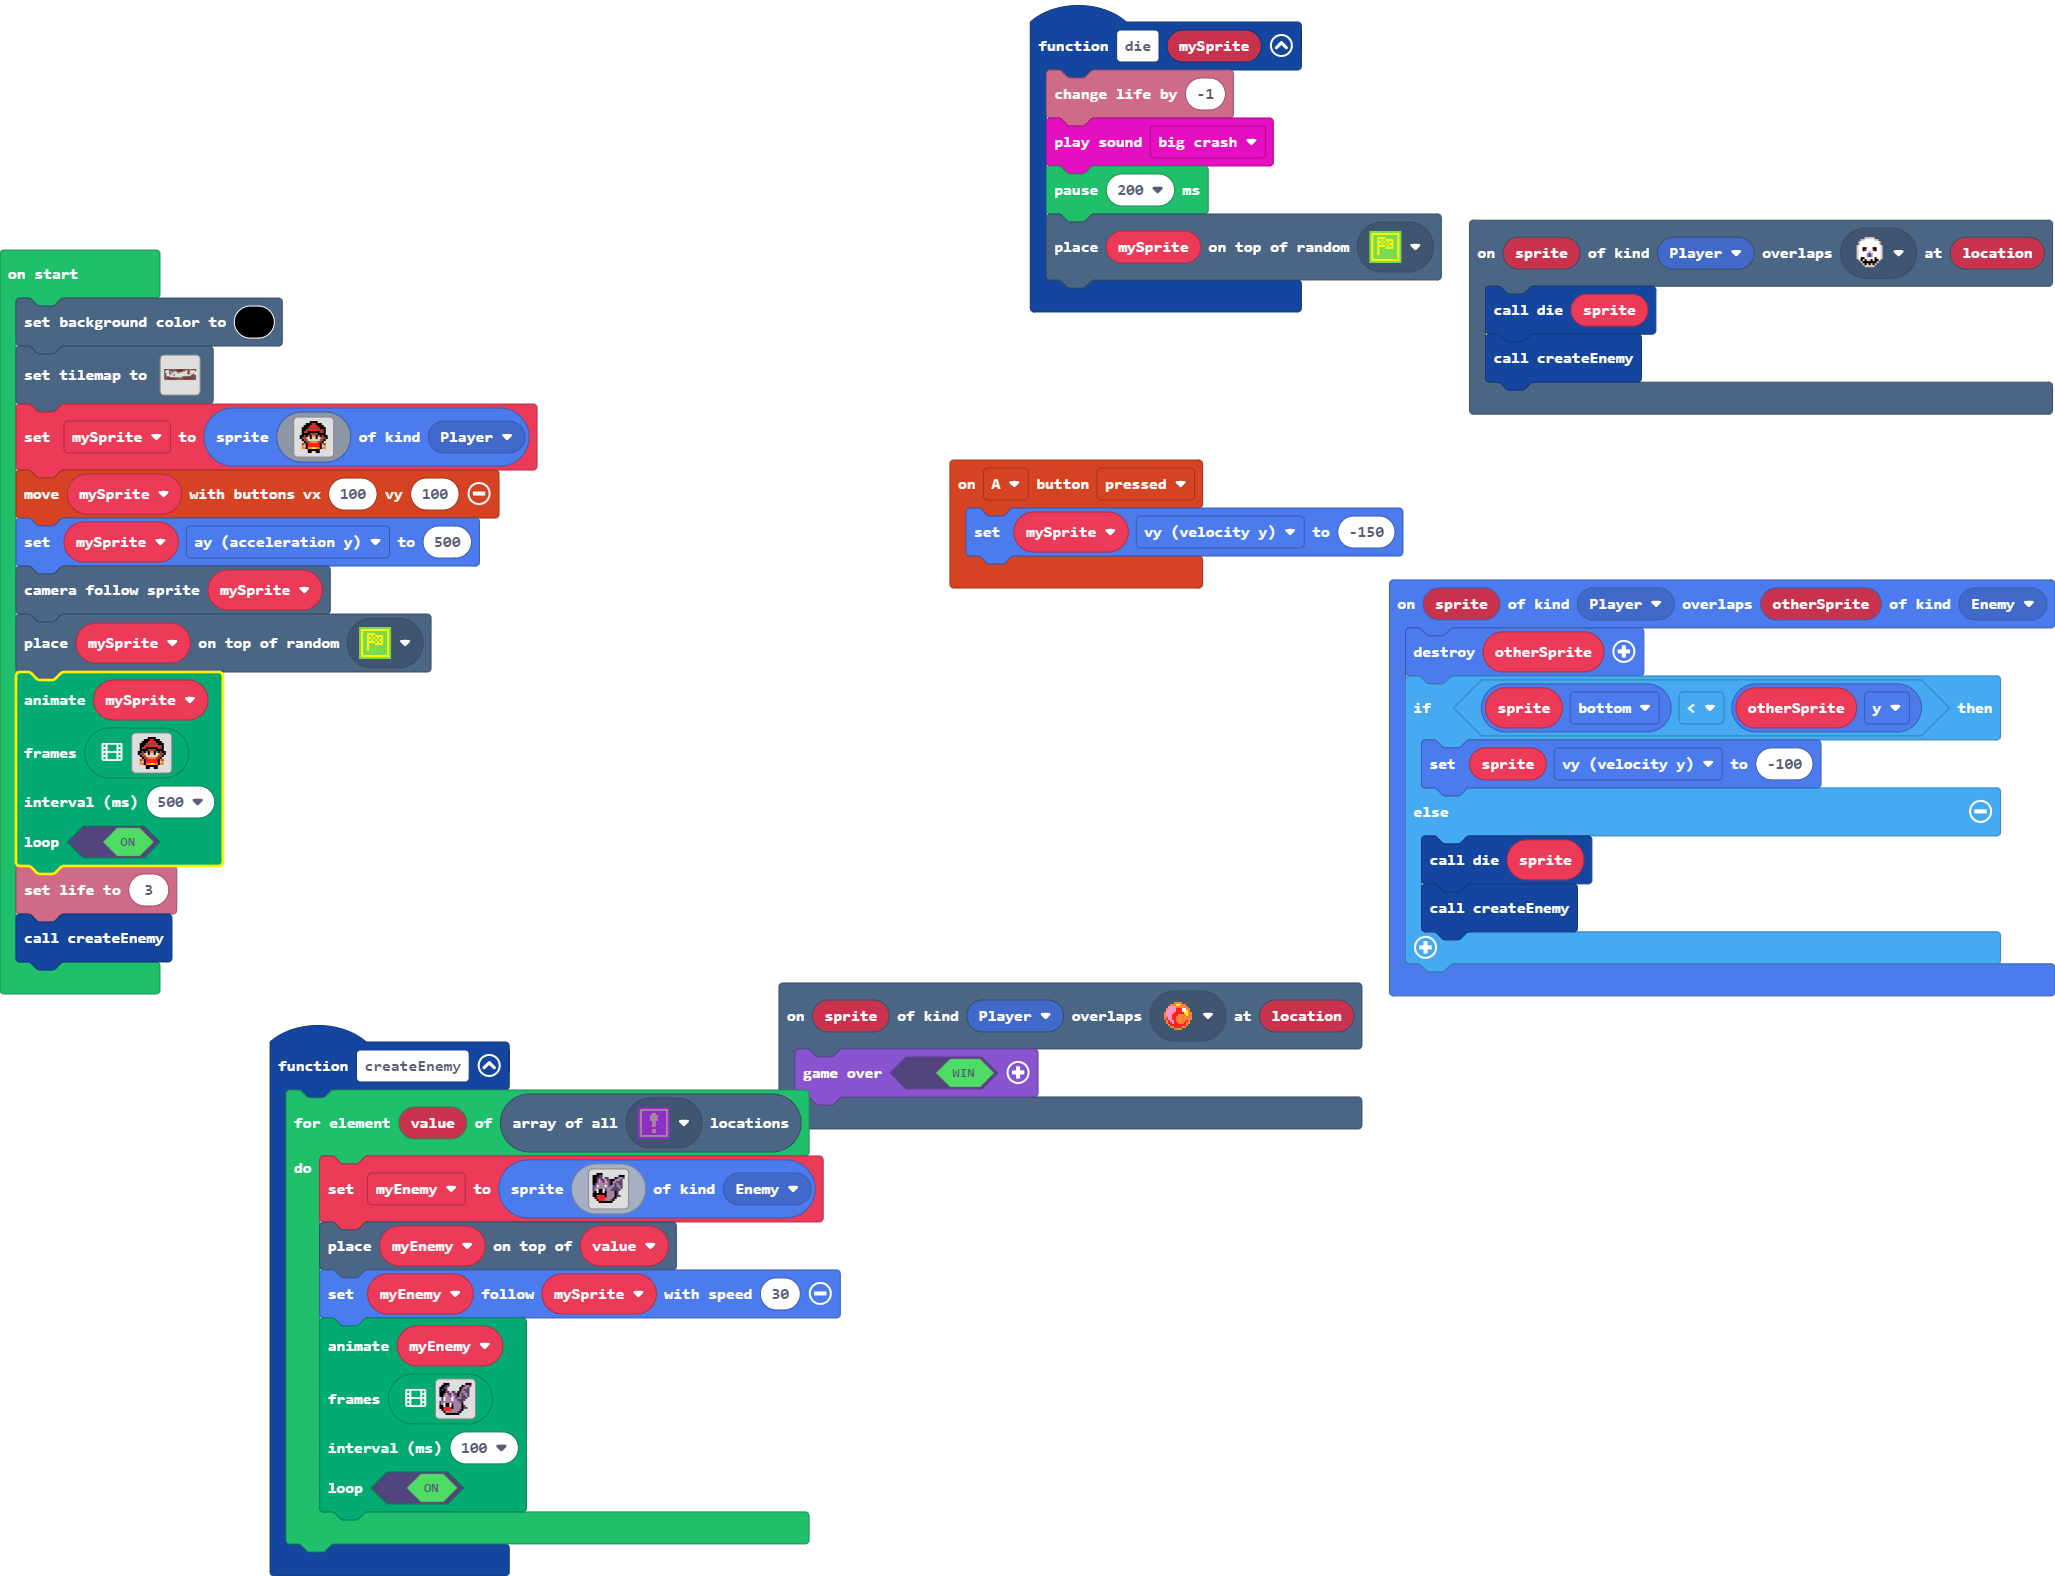 function die mySprite
change life by -1
play sound big crash
pause 200 ms
place mySprite on top of random
on sprite of kind Player overlaps at location
call die sprite
call createEnemy
on start
set background color to
set tilemap to
set mySprite to sprite of kind Player
move mySprite with buttons vx 100 vy 100
set mySprite ay (acceleration y) to 500
camera follow sprite mySprite
place mySprite on top of random
animate mySprite
frames
interval (ms) 500
loop ON
set life to 3
call createEnemy
on A button pressed
set mySprite vy (velocity y) to -150
on sprite of kind Player overlaps otherSprite of kind Enemy
destroy otherSprite
if sprite bottom < otherSprite y then
set sprite vy (velocity y) to -100
else
call die sprite
call createEnemy
on sprite of kind Player overlaps at location
game over WIN
function createEnemy
for element value of array of all locations
do
set myEnemy to sprite of kind Enemy
place myEnemy on top of value
set myEnemy follow mySprite with speed 30
animate myEnemy
frames
interval (ms) 100
loop ON